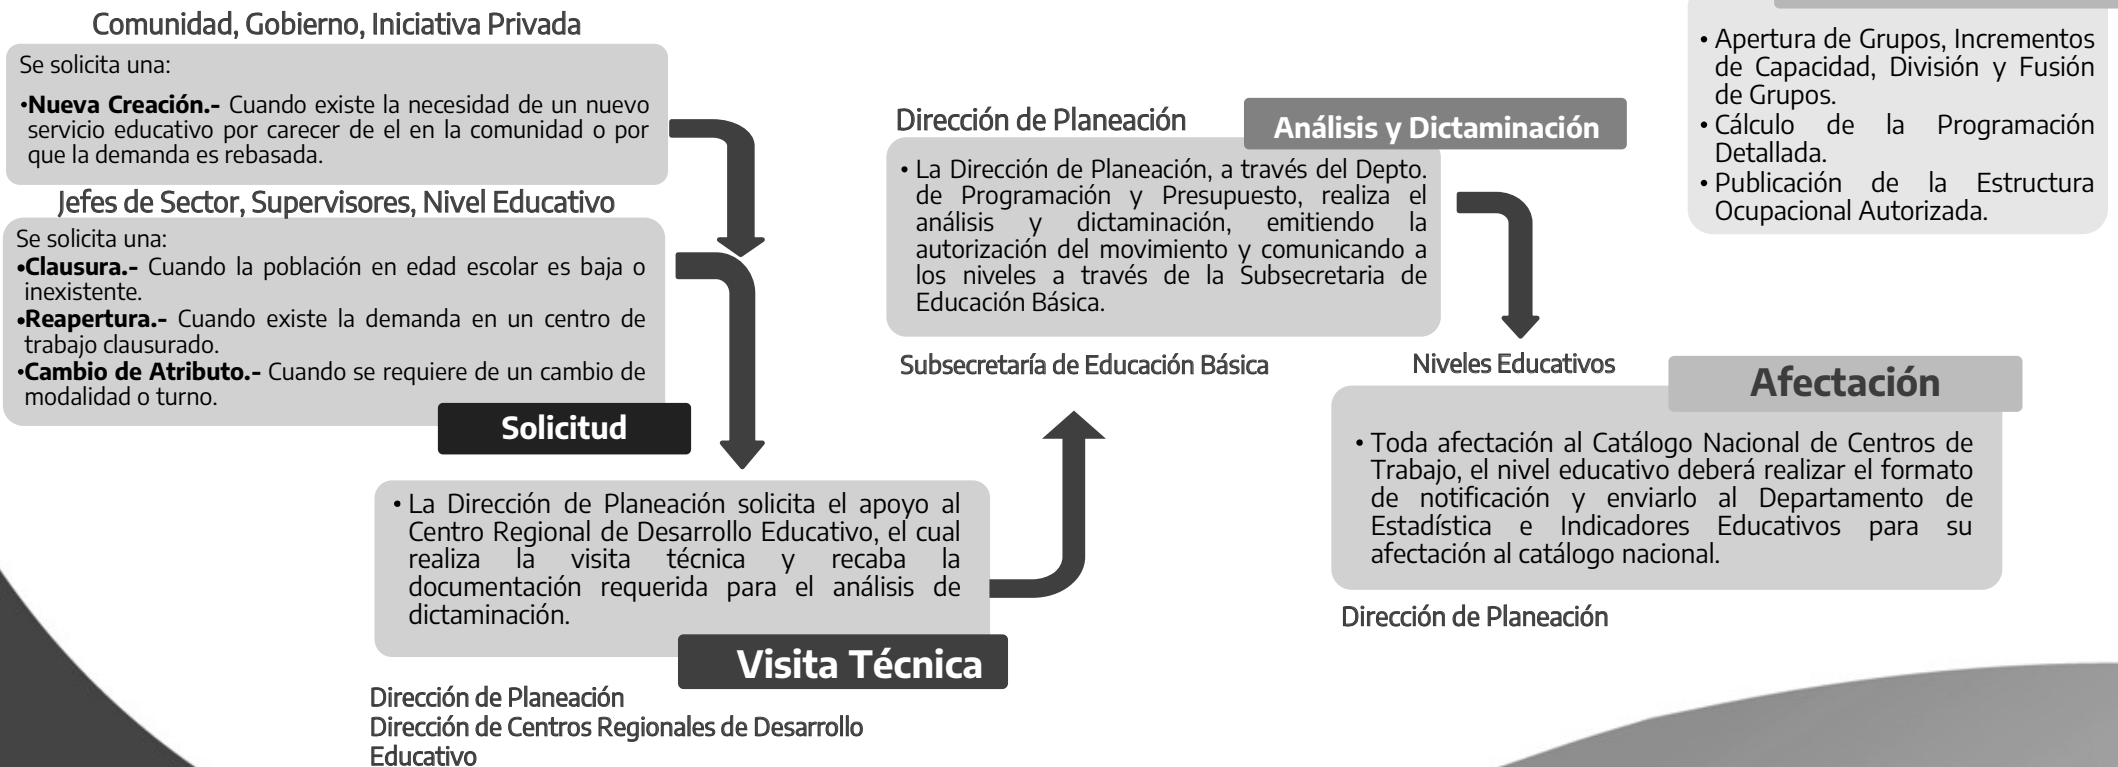 Comunidad, Gobierno, Iniciativa Privada
Se solicita una:
•Nueva Creación.- Cuando existe la necesidad de un nuevo
servicio educativo por carecer de el en la comunidad o por
que la demanda es rebasada.
Jefes de Sector, Supervisores, Nivel Educativo
Se solicita una:
•Clausura.- Cuando la población en edad escolar es baja o
inexistente.
•Reapertura.- Cuando existe la demanda en un centro de
trabajo clausurado.
•Cambio de Atributo.- Cuando se requiere de un cambio de
modalidad o turno.
Solicitud
• La Dirección de Planeación solicita el apoyo al
Centro Regional de Desarrollo Educativo, el cual
realiza la visita técnica y recaba la
documentación requerida para el análisis de
dictaminación.
Visita Técnica
Dirección de Planeación
Dirección de Centros Regionales de Desarrollo
Educativo
Dirección de Planeación
Análisis y Dictaminación
• La Dirección de Planeación, a través del Depto.
de Programación y Presupuesto, realiza el
análisis y dictaminación, emitiendo la
autorización del movimiento y comunicando a
los niveles a través de la Subsecretaria de
Educación Básica.
Subsecretaría de Educación Básica
Niveles Educativos
Afectación
• Toda afectación al Catálogo Nacional de Centros de
Trabajo, el nivel educativo deberá realizar el formato
de notificación y enviarlo al Departamento de
Estadística e Indicadores Educativos para su
afectación al catálogo nacional.
Dirección de Planeación
• Apertura de Grupos, Incrementos
de Capacidad, División y Fusión
de Grupos.
• Cálculo de la Programación
Detallada.
• Publicación de la Estructura
Ocupacional Autorizada.